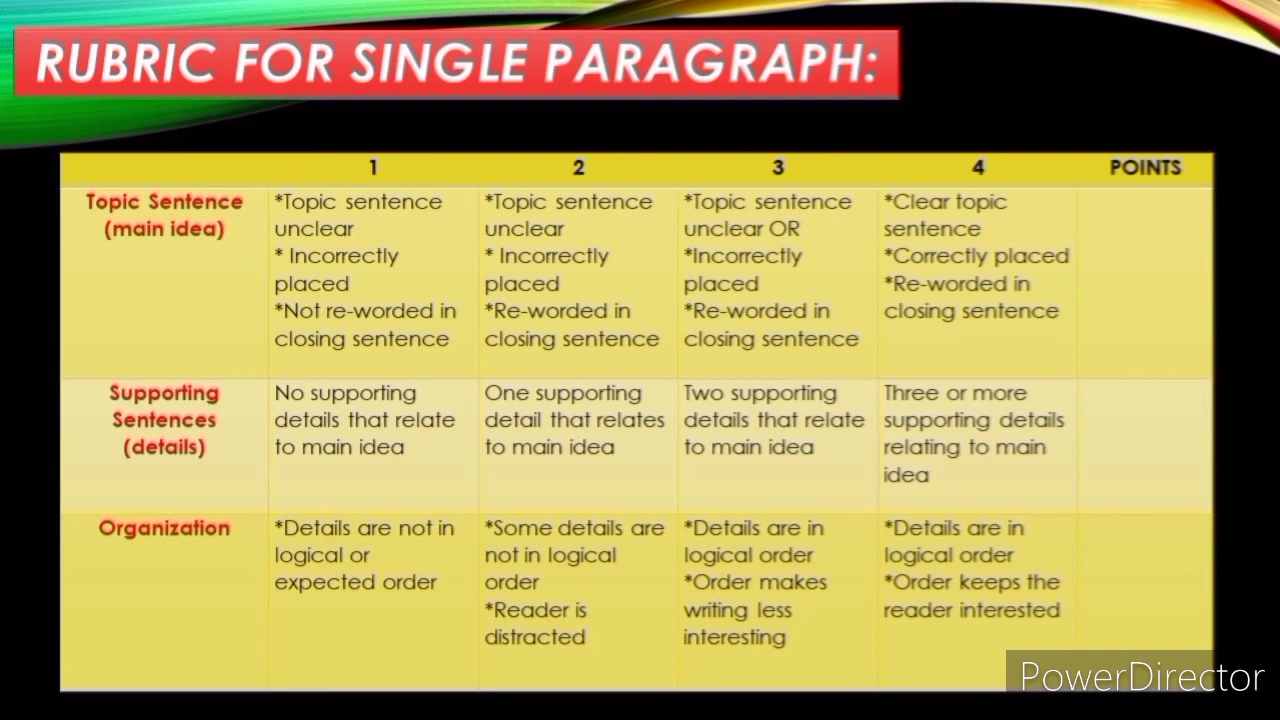 RUBRIC FOR SINGLE PARAGRAPH:
1 2 3 4 POINTS
Topic Sentence
(main idea)
*Topic sentence
unclear
* Incorrectly
placed
*Not re-worded in
closing sentence
*Topic sentence
unclear
* Incorrectly
placed
*Re-worded in
closing sentence
*Topic sentence
unclear OR
*Incorrectly
placed
*Re-worded in
closing sentence
*Clear topic
sentence
*Correctly placed
*Re-worded in
closing sentence
Supporting
Sentences
(details)
No supporting
details that relate
to main idea
One supporting
detail that relates
to main idea
Two supporting
details that relate
to main idea
Three or more
supporting details
relating to main
idea
Organization
*Details are not in
logical or
expected order
*Some details are
not in logical
order
*Reader is
distracted
*Details are in
logical order
*Order makes
writing less
interesting
*Details are in
logical order
*Order keeps the
reader interested
PowerDirector